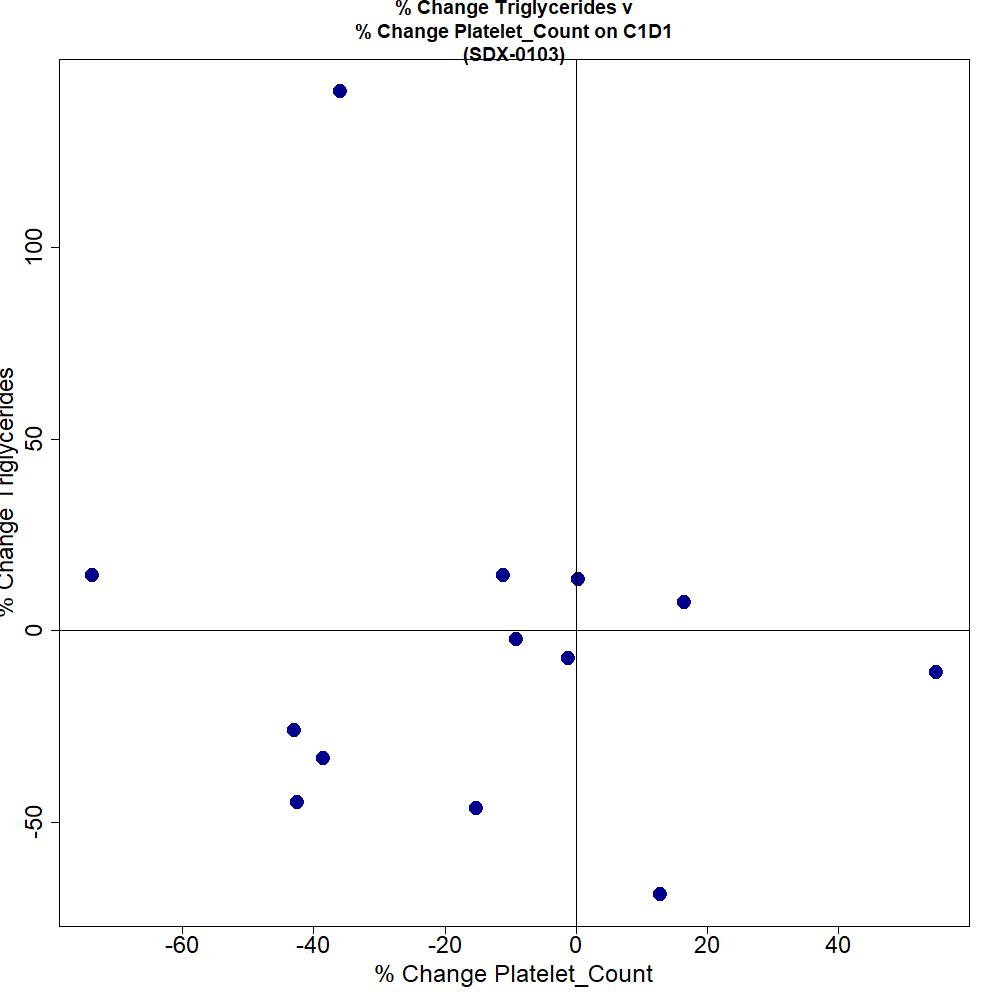 % Change Triglycerides v
% Change Platelet_Count on C1D1
(SDX-0103)
% Change Triglycerides
100
50
0
-50
-60
-40
-20
0
20
40
% Change Platelet_Count